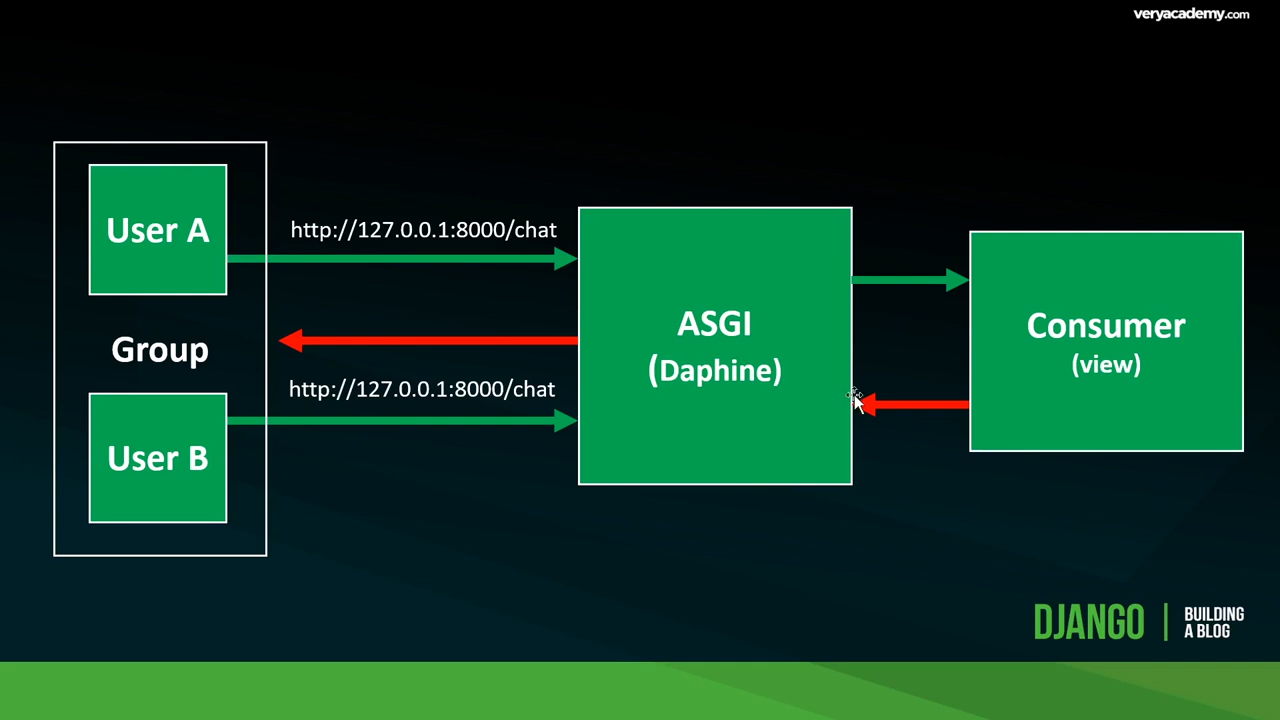 veryacademy.com
User A
http://127.0.0.1:8000/chat
Group
http://127.0.0.1:8000/chat
User B
ASGI
(Daphine)
Consumer
(view)
DJANGO
BUILDING
A BLOG